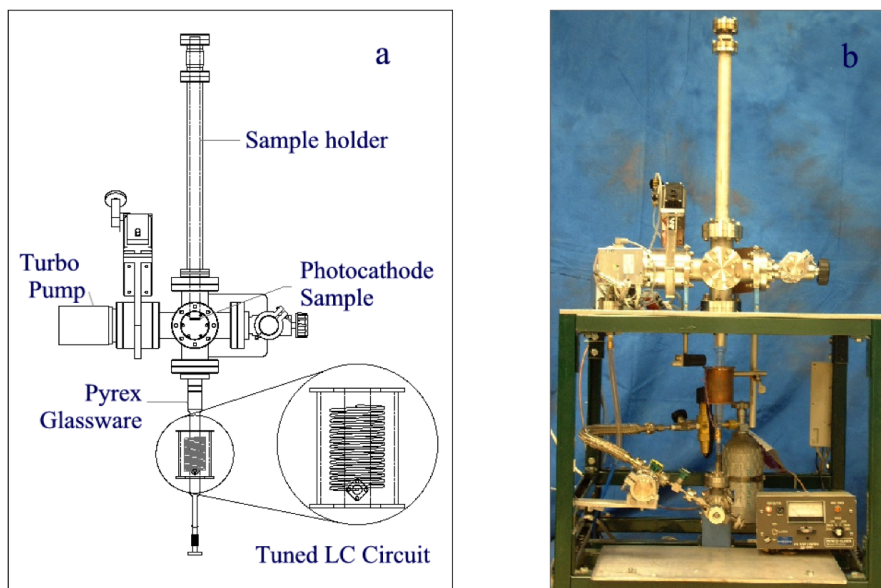 a
Sample holder
Turbo
Pump
Photocathode
Sample
Pyrex
Glassware
Tuned LC Circuit
b